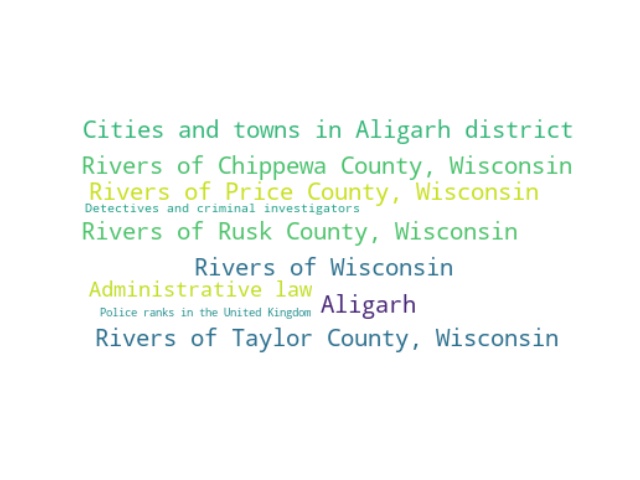 Cities and towns in Aligarh district
Rivers of Chippewa County, Wisconsin
Rivers of Price County, Wisconsin
Detectives and criminal investigators
Rivers of Rusk County, Wisconsin
Rivers of Wisconsin
Administrative law
Aligarh
Police ranks in the United Kingdom
Rivers of Taylor County, Wisconsin